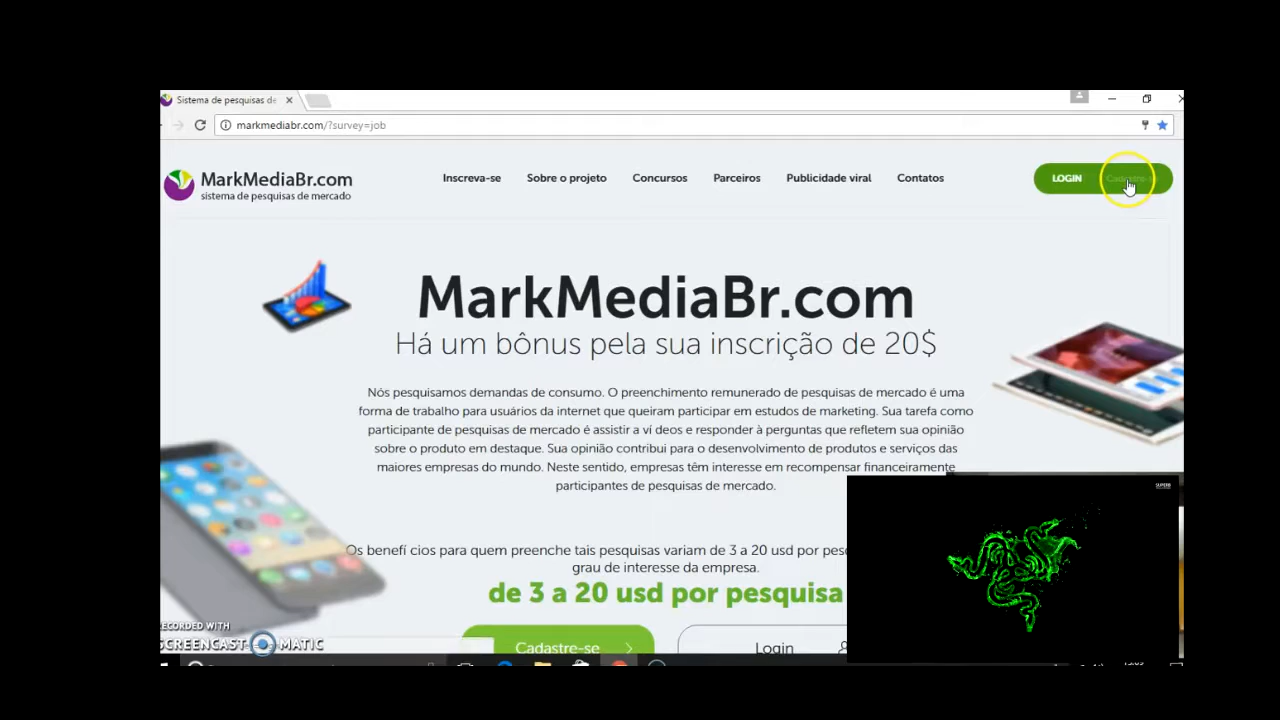 Sistema de pesquisas de
markmediabr.com/?survey=job
MarkMediaBr.com
sistema de pesquisas de mercado
Inscreva-se Sobre o projeto Concursos Parceiros Publicidade viral Contatos
LOGIN
MarkMediaBr.com
Há um bônus pela sua inscrição de 20$
Nós pesquisamos demandas de consumo. O preenchimento remunerado de pesquisas de mercado é uma
forma de trabalho para usuários da internet que queiram participar em estudos de marketing. Sua tarefa como
participante de pesquisas de mercado é assistir a ví deos e responder à perguntas que refletem sua opinião
sobre o produto em destaque. Sua opinião contribui para o desenvolvimento de produtos e serviços das
maiores empresas do mundo. Neste sentido, empresas têm interesse em recompensar financeiramente
participantes de pesquisas de mercado.
Os benefí cios para quem preenche tais pesquisas variam de 3 a 20 usd por
grau de interesse da empresa.
de 3 a 20 usd por pesquisa
Cadastre-se
Login
RECORDED WITH
SCREENCAST MATIC